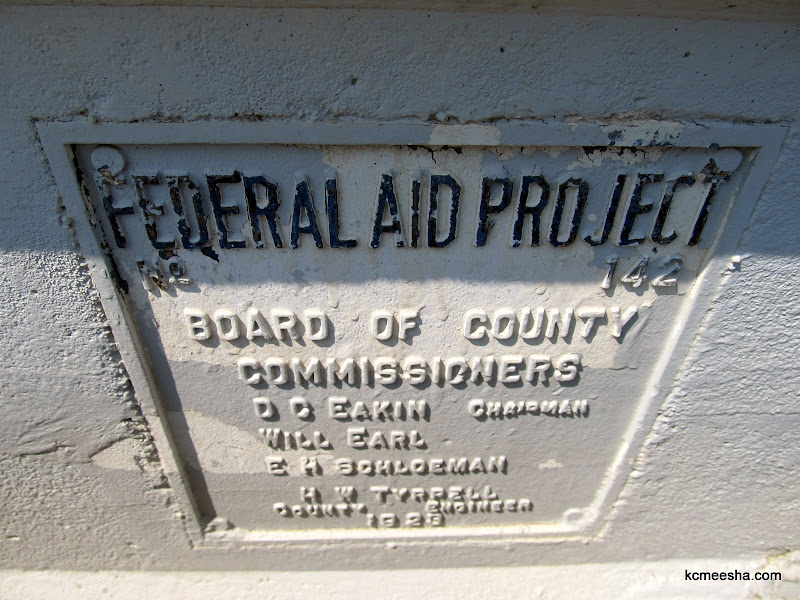 FEDERAL AID PROJECT
No 142
BOARD OF COUNTY
COMMISSIONERS
D C EAKIN CHAIRMAN
WILL EARL
E H SCHLOEMAN
H W TYRRELL
COUNTY ENGINEER
1923
kcmeesha.com